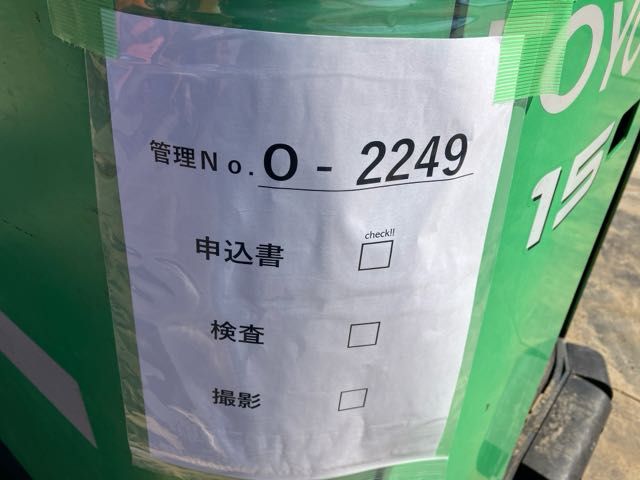 管理No. O - 2249
check!!
申込書 □
検査 □
撮影 □
15